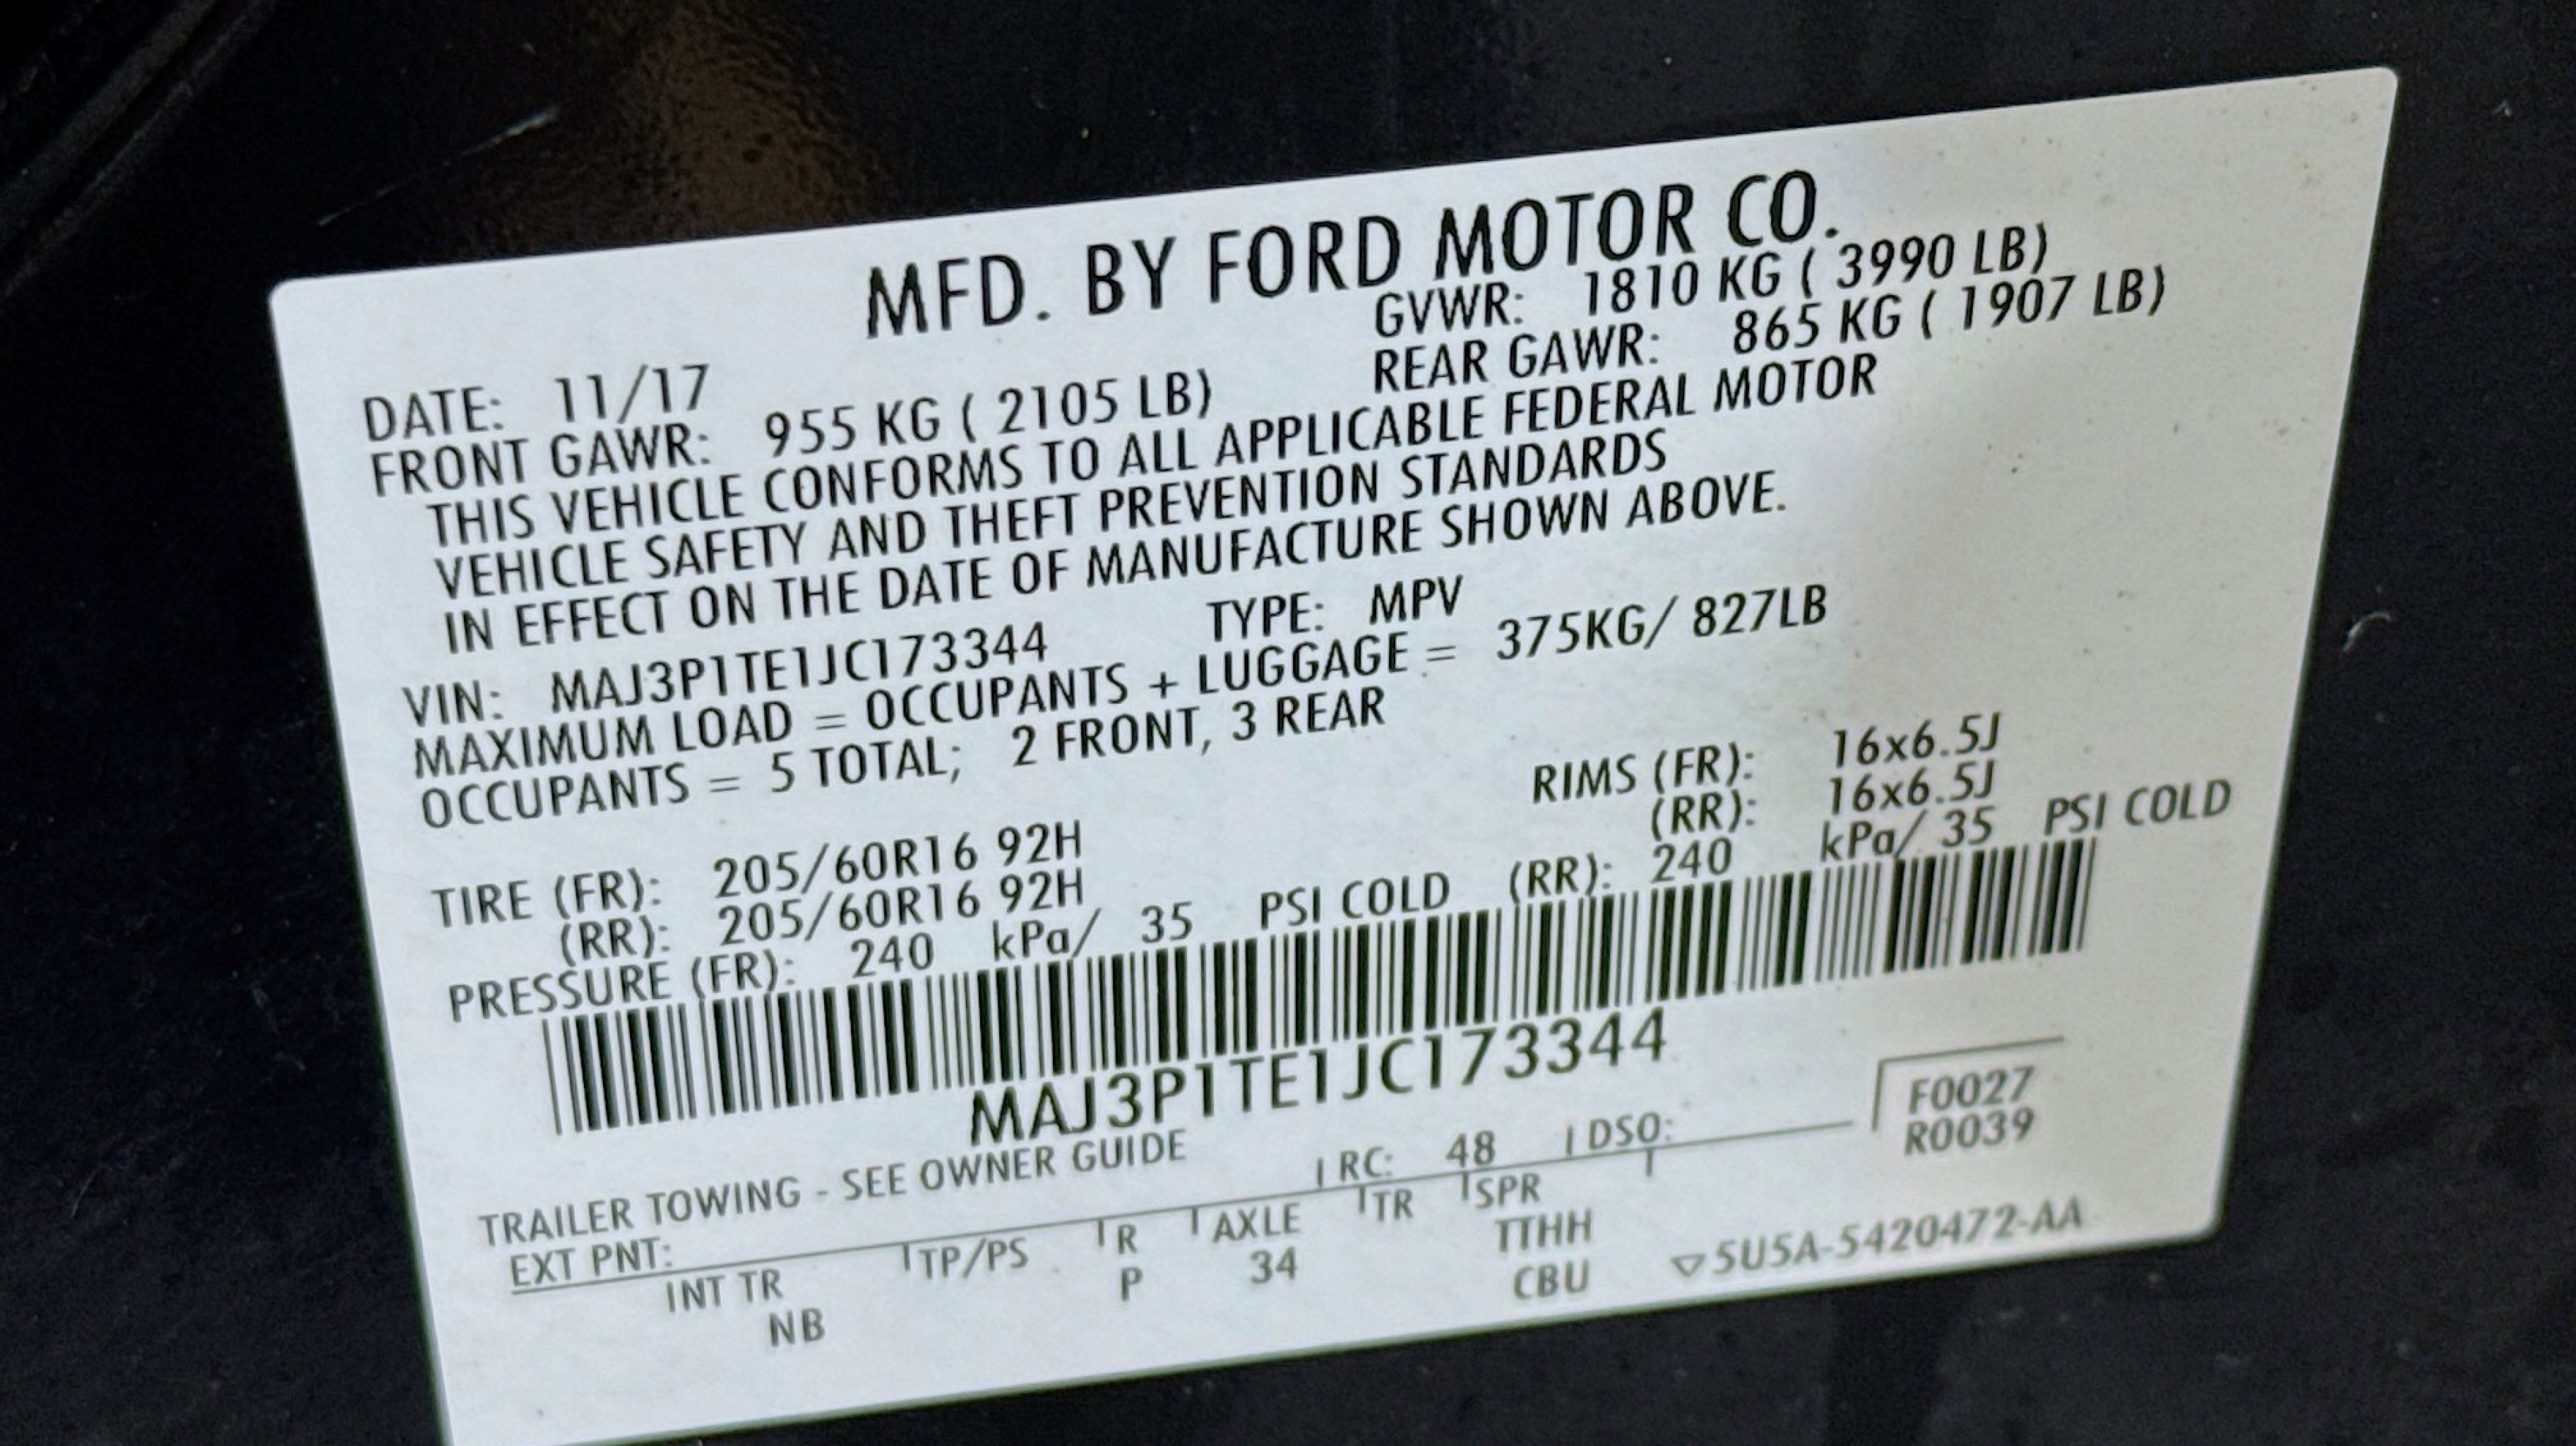 MFD. BY FORD MOTOR CO.
DATE: 11/17 GVWR: 1810 KG ( 3990 LB)
FRONT GAWR: 955 KG ( 2105 LB) REAR GAWR: 865 KG ( 1907 LB)
THIS VEHICLE CONFORMS TO ALL APPLICABLE FEDERAL MOTOR
VEHICLE SAFETY AND THEFT PREVENTION STANDARDS
IN EFFECT ON THE DATE OF MANUFACTURE SHOWN ABOVE.
VIN: MAJ3P1TE1JC173344 TYPE: MPV
MAXIMUM LOAD = OCCUPANTS + LUGGAGE = 375KG/ 827LB
OCCUPANTS = 5 TOTAL; 2 FRONT, 3 REAR
TIRE (FR): 205/60R16 92H RIMS (FR): 16x6.5J
(RR): 205/60R16 92H (RR): 16x6.5J
PRESSURE (FR): 240 kPa/ 35 PSI COLD (RR): 240 kPa/ 35 PSI COLD
MAJ3P1TE1JC173344
F0027
R0039
TRAILER TOWING - SEE OWNER GUIDE
EXT PNT: RC: 48 DSO:
INT TR TP/PS R AXLE TR SPR
NB P 34 TTHH
CBU
▽5U5A-5420472-AA